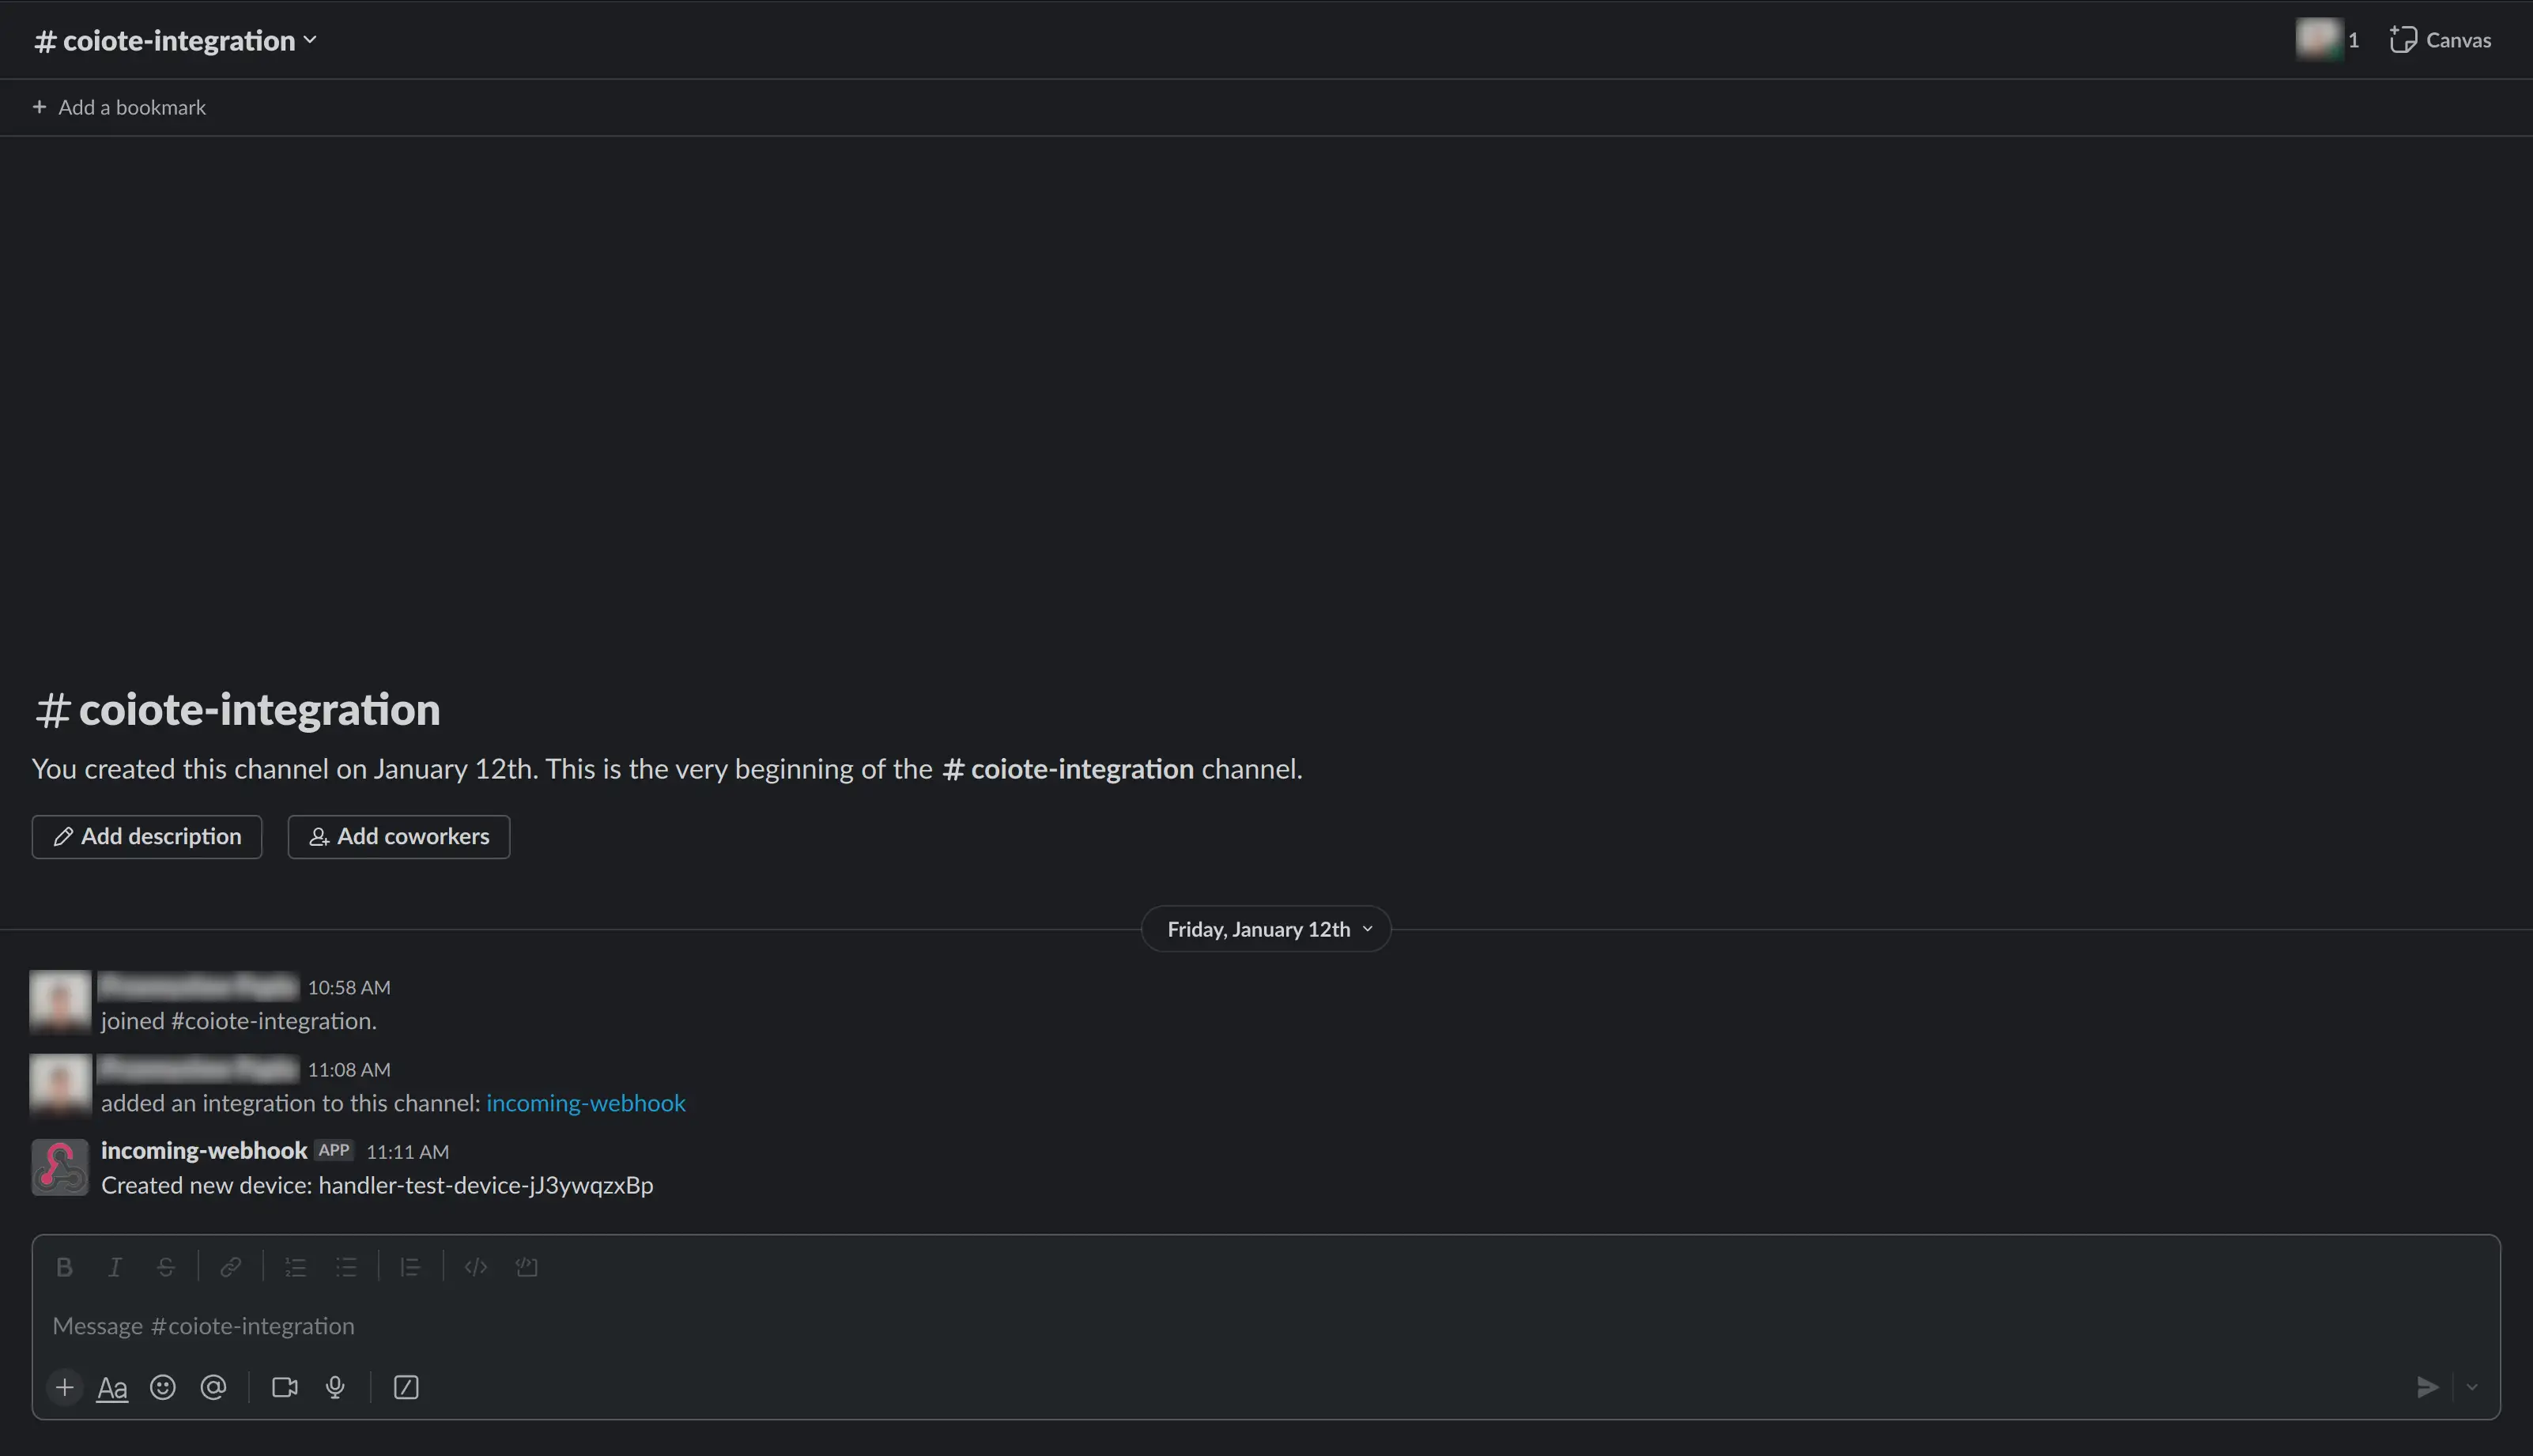 # coiote-integration
1
Canvas
+ Add a bookmark
# coiote-integration
You created this channel on January 12th. This is the very beginning of the # coiote-integration channel.
Add description
Add coworkers
Friday, January 12th
10:58 AM
joined #coiote-integration.
11:08 AM
added an integration to this channel: incoming-webhook
incoming-webhook APP 11:11 AM
Created new device: handler-test-device-jJ3ywqzxBp
Message #coiote-integration
Aa